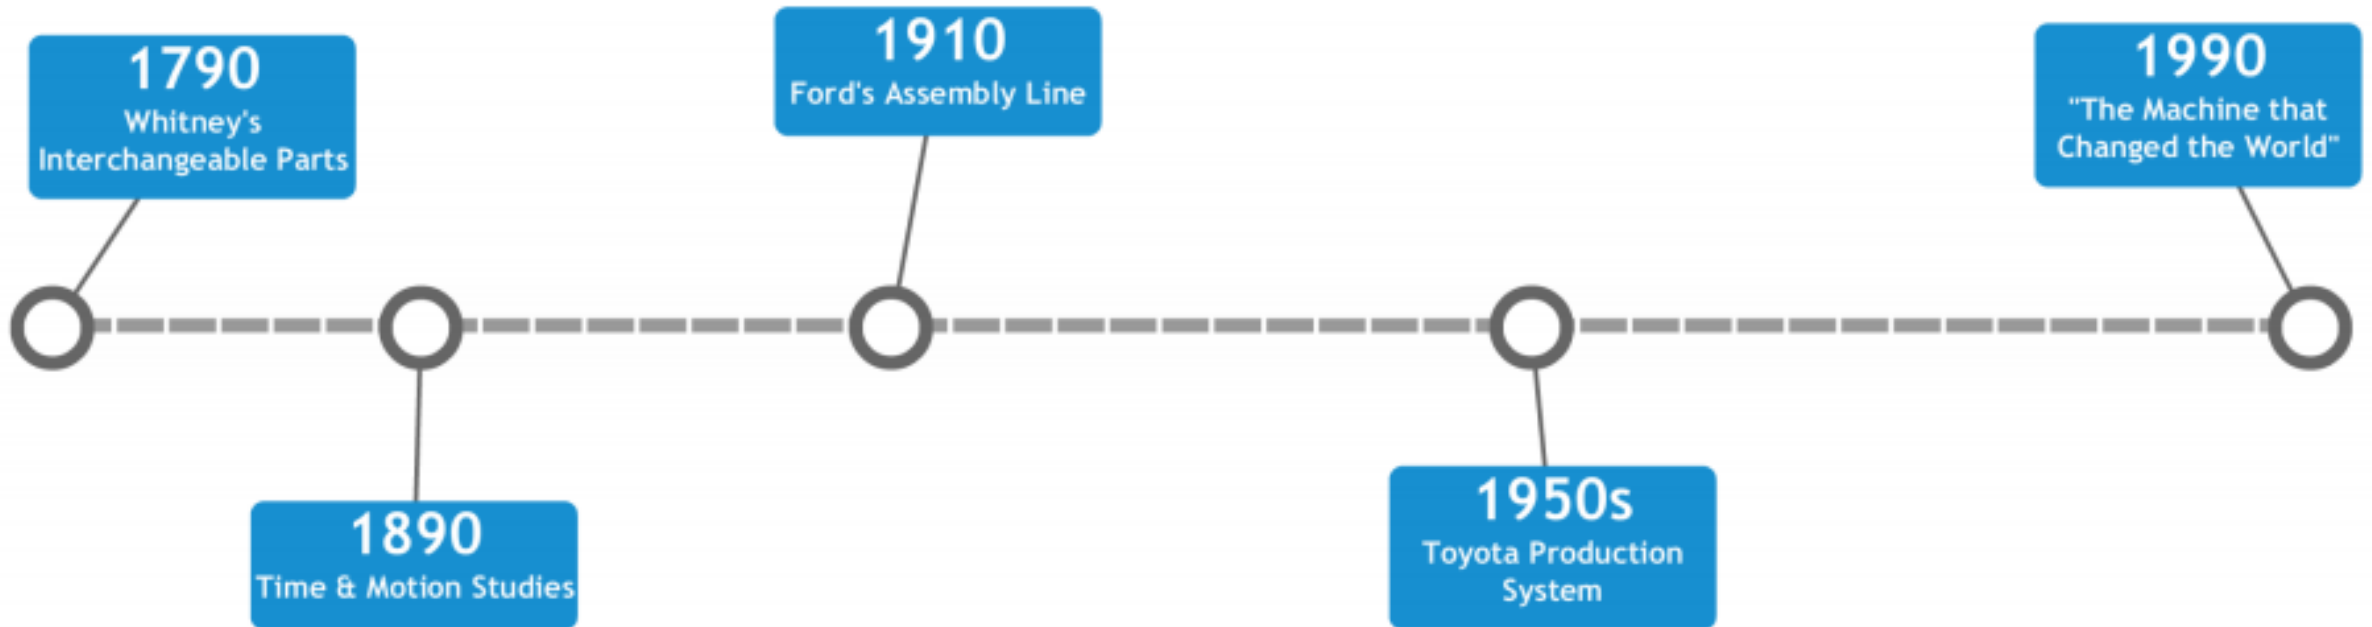 1790
Whitney's
Interchangeable Parts
1890
Time & Motion Studies
1910
Ford's Assembly Line
1950s
Toyota Production
System
1990
"The Machine that
Changed the World"